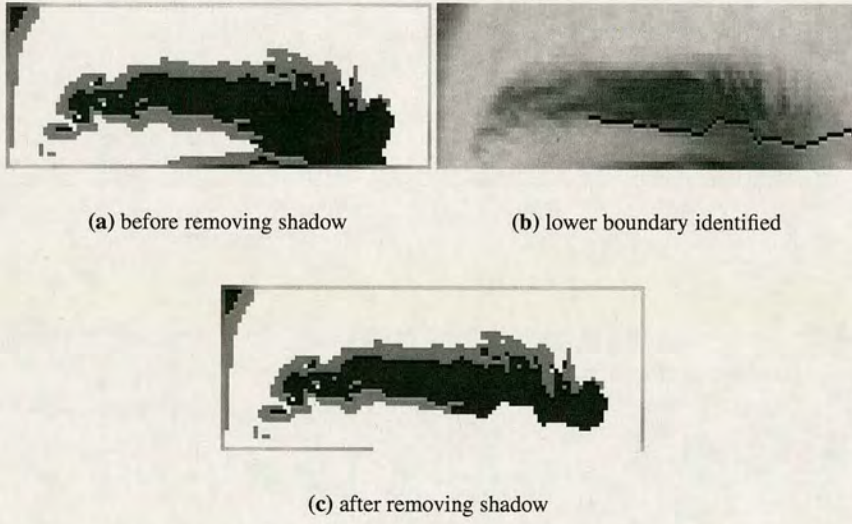 (a) before removing shadow
(b) lower boundary identified
(c) after removing shadow